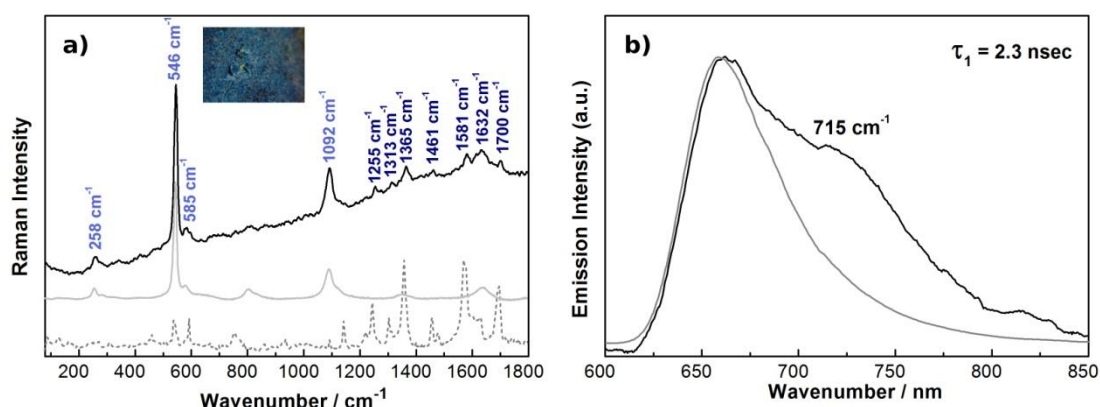 a)
Raman Intensity
258 cm⁻¹
546 cm⁻¹
585 cm⁻¹
1092 cm⁻¹
1255 cm⁻¹
1313 cm⁻¹
1365 cm⁻¹
1461 cm⁻¹
1581 cm⁻¹
1632 cm⁻¹
1700 cm⁻¹
200 400 600 800 1000 1200 1400 1600 1800
Wavenumber / cm⁻¹
b)
τ₁ = 2.3 nsec
715 cm⁻¹
Emission Intensity (a.u.)
600 650 700 750 800 850
Wavenumber / nm